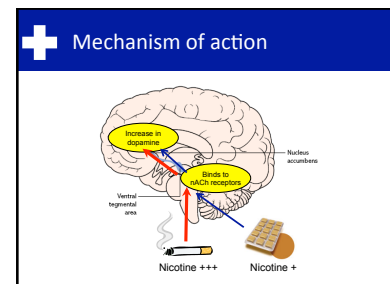 Mechanism of action
Increase in
dopamine
Nucleus
accumbens
Binds to
nACh receptors
Ventral
tegmental
area
Nicotine +++
Nicotine +